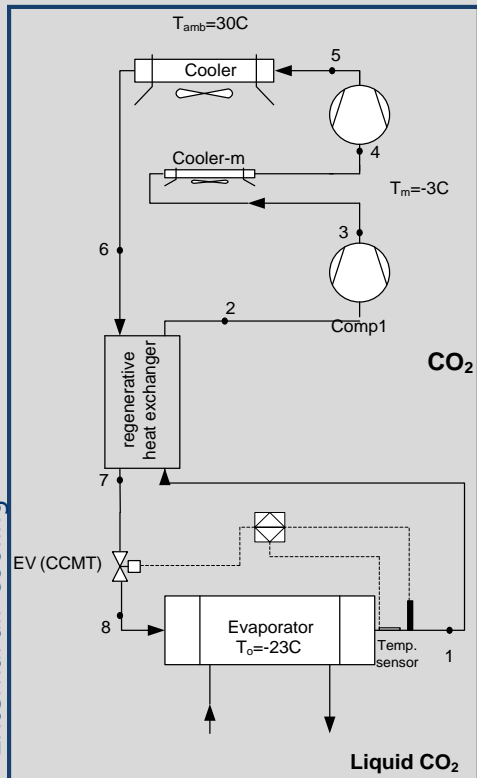 T_amb=30C
5
Cooler
4
Cooler-m
T_m=-3C
3
6
2
Comp1
regenerative
heat exchanger
CO₂
7
EV (CCMT)
8
Evaporator
T_o=-23C
Temp.
sensor
1
Liquid CO₂